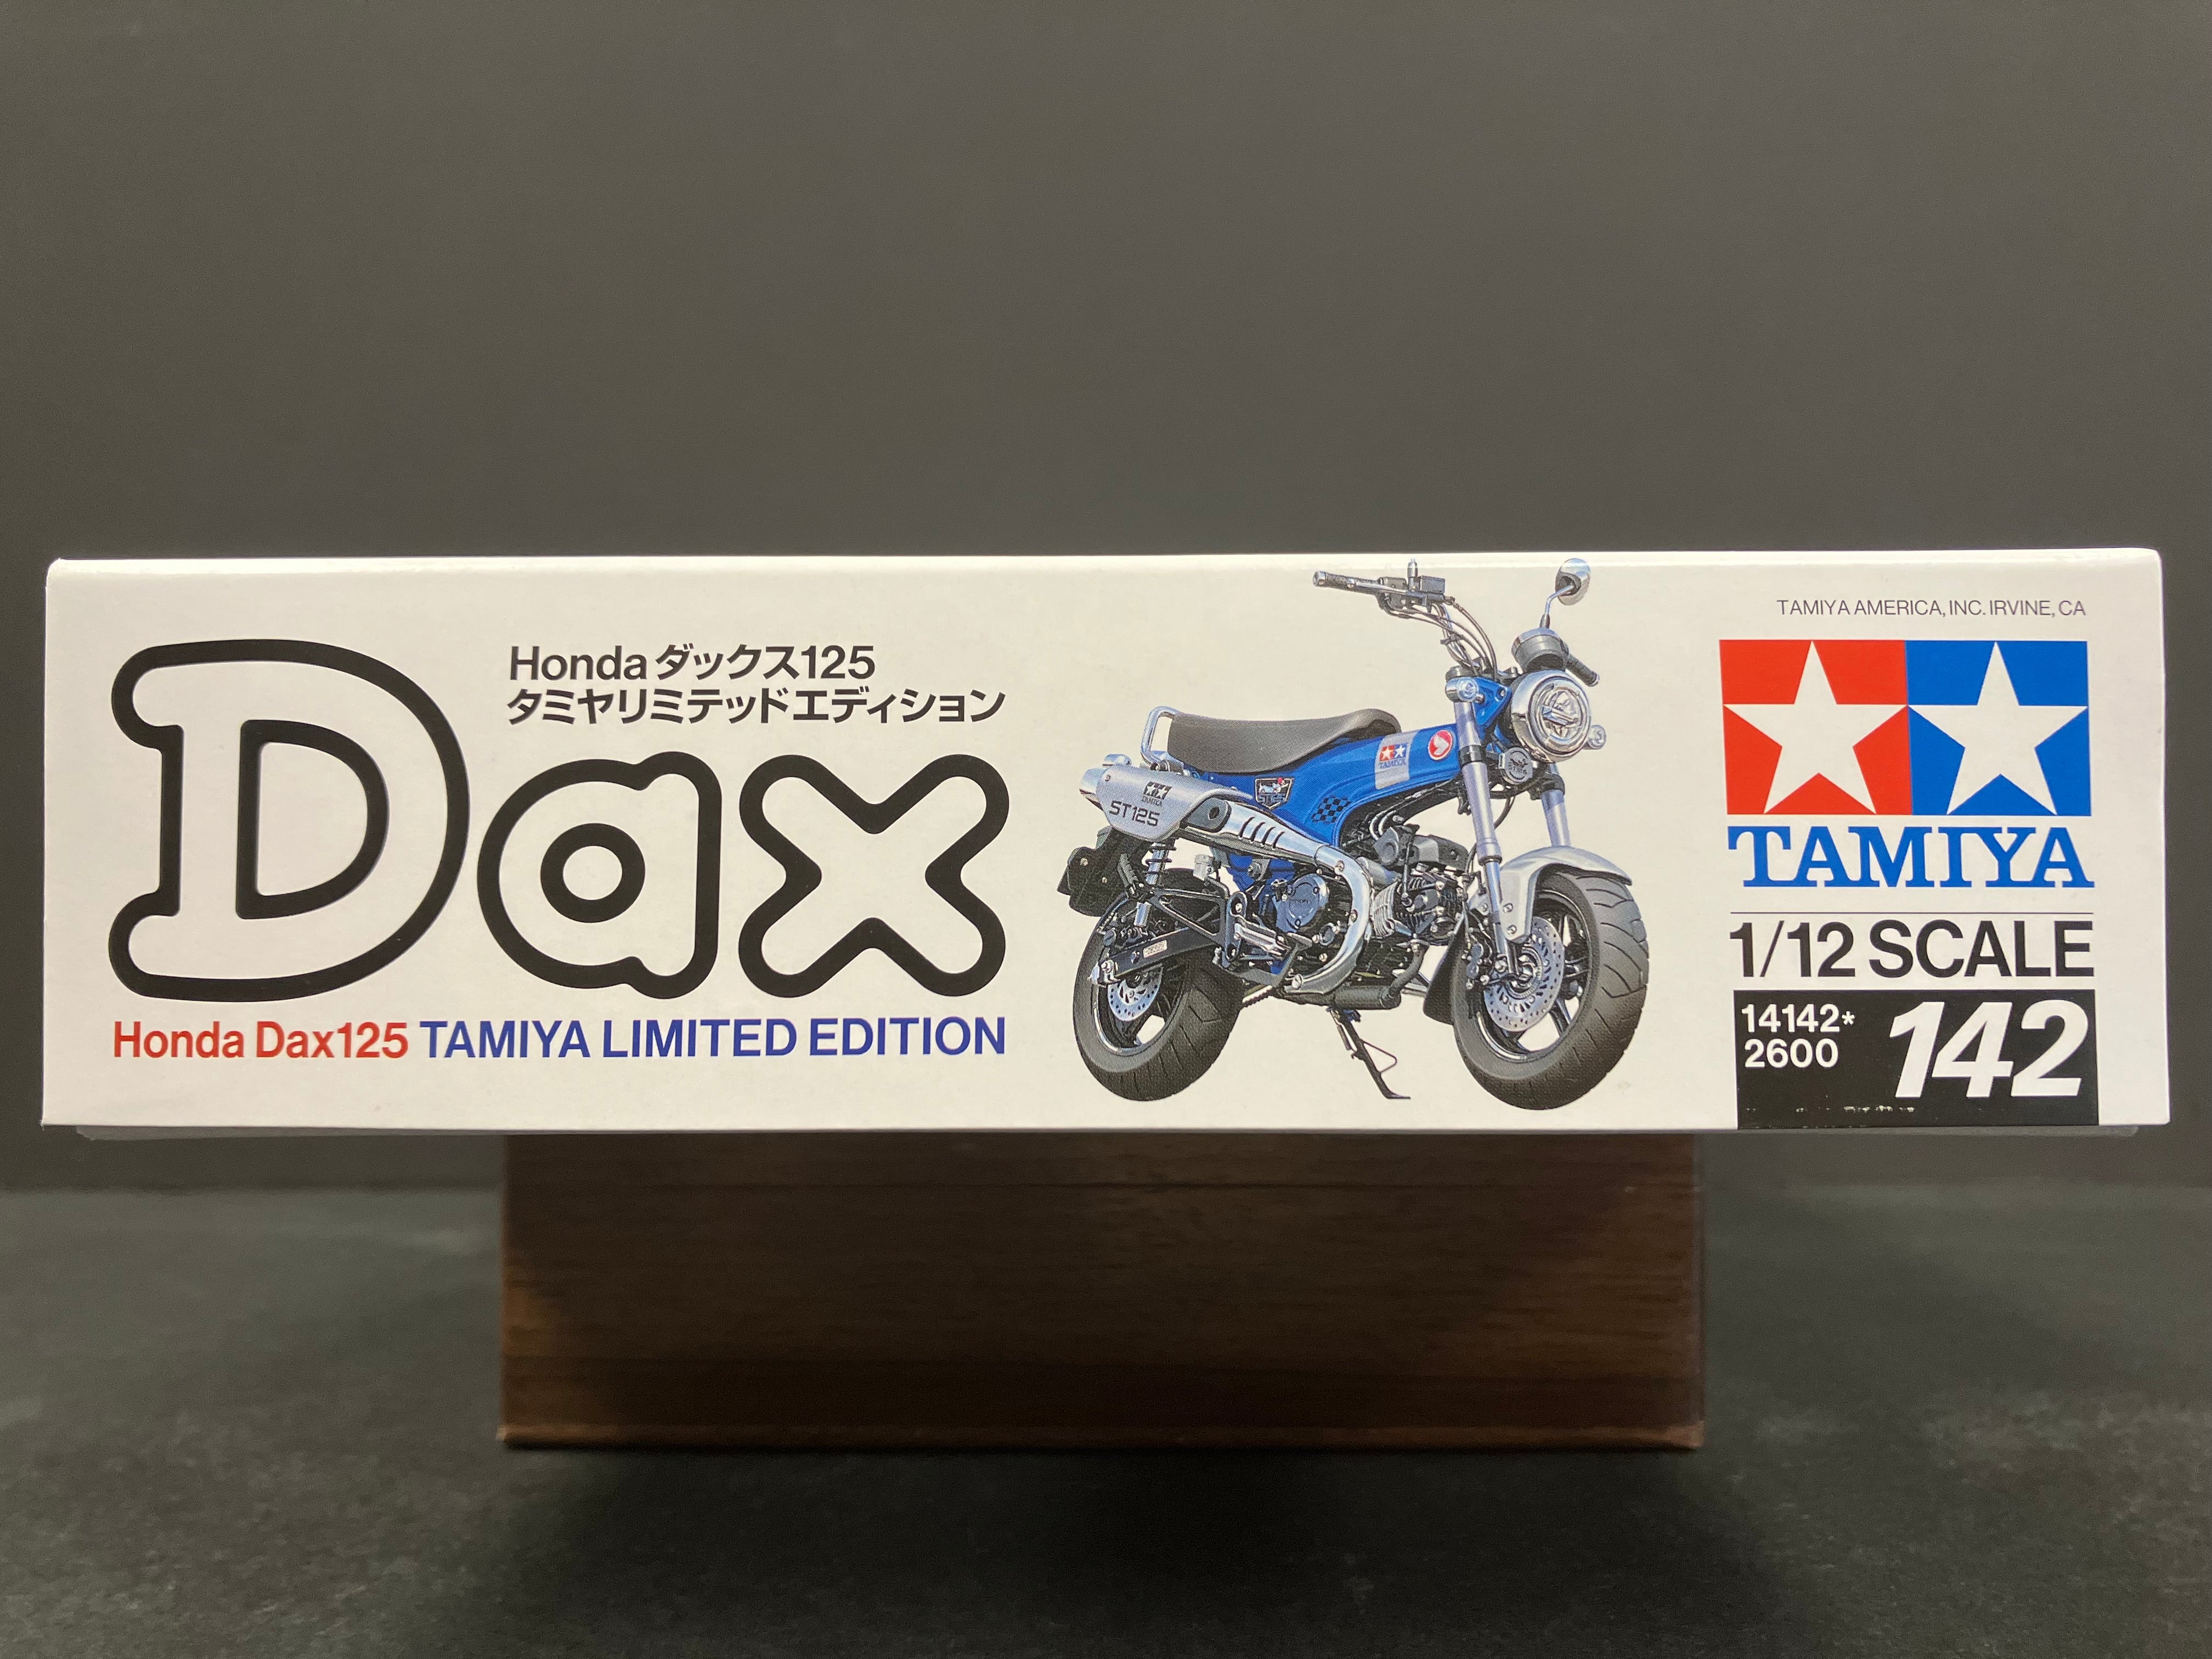 Honda ダックス125
タミヤリミテッドエディション
Dax
Honda Dax125 TAMIYA LIMITED EDITION
TAMIYA
ST125
TAMIYA
TAMIYA AMERICA, INC. IRVINE, CA
TAMIYA
1/12 SCALE
14142*
2600
142